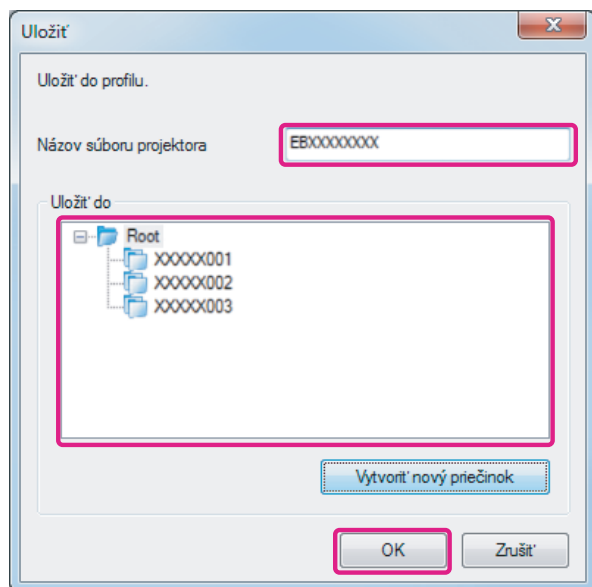 Uložiť
Uložiť do profilu.
Názov súboru projektora
EBXXXXXXXX
Uložiť do
Root
XXXXX001
XXXXX002
XXXXX003
Vytvoriť nový priečinok
OK
Zrušiť